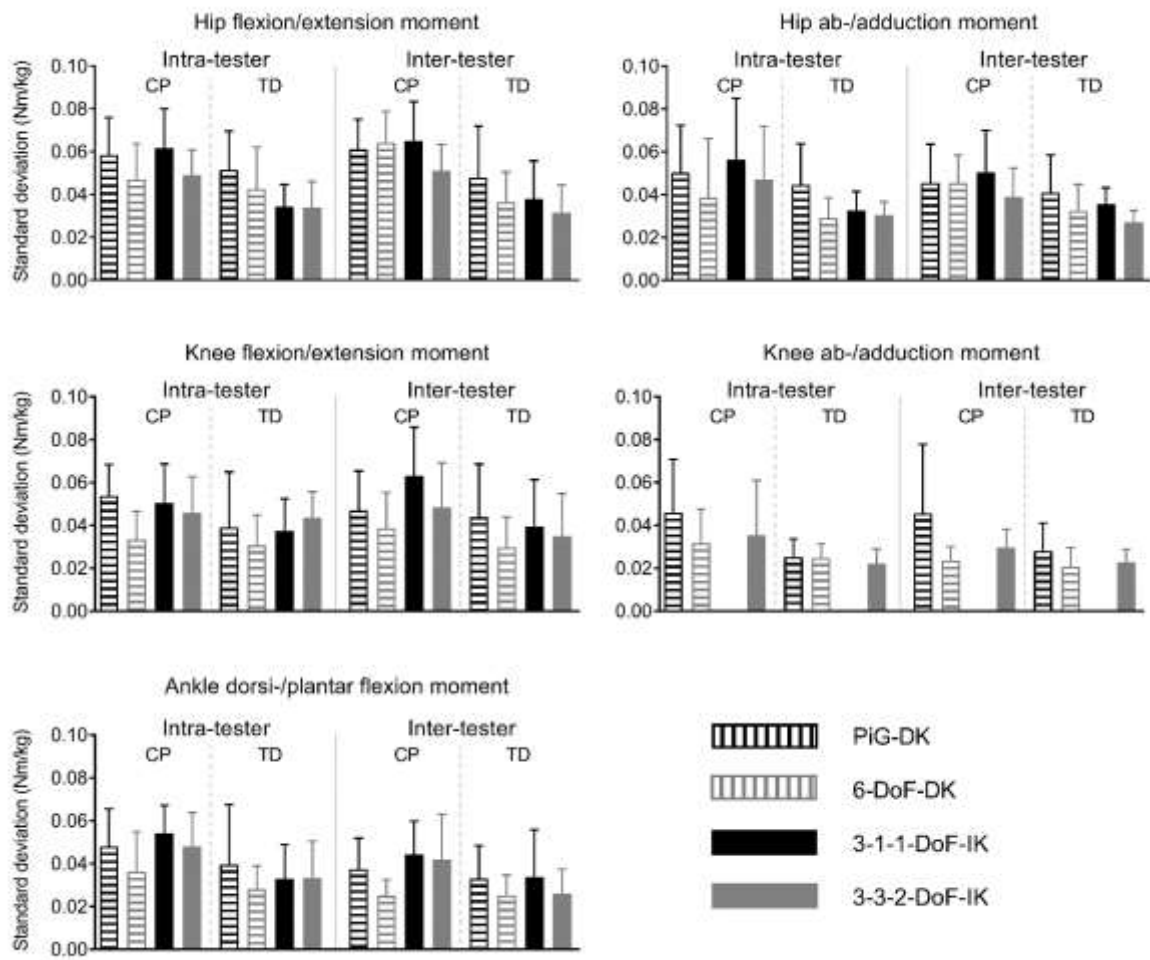 Hip flexion/extension moment
Intra-tester Inter-tester
CP TD CP TD
Standard deviation (Nm/kg)
0.10
0.08
0.06
0.04
0.02
0.00
Hip ab-/adduction moment
Intra-tester Inter-tester
CP TD CP TD
0.10
0.08
0.06
0.04
0.02
0.00
Knee flexion/extension moment
Intra-tester Inter-tester
CP TD CP TD
Standard deviation (Nm/kg)
0.10
0.08
0.06
0.04
0.02
0.00
Knee ab-/adduction moment
Intra-tester Inter-tester
CP TD CP TD
0.10
0.08
0.06
0.04
0.02
0.00
Ankle dorsi-/plantar flexion moment
Intra-tester Inter-tester
CP TD CP TD
Standard deviation (Nm/kg)
0.10
0.08
0.06
0.04
0.02
0.00
PiG-DK
6-DoF-DK
3-1-1-DoF-IK
3-3-2-DoF-IK